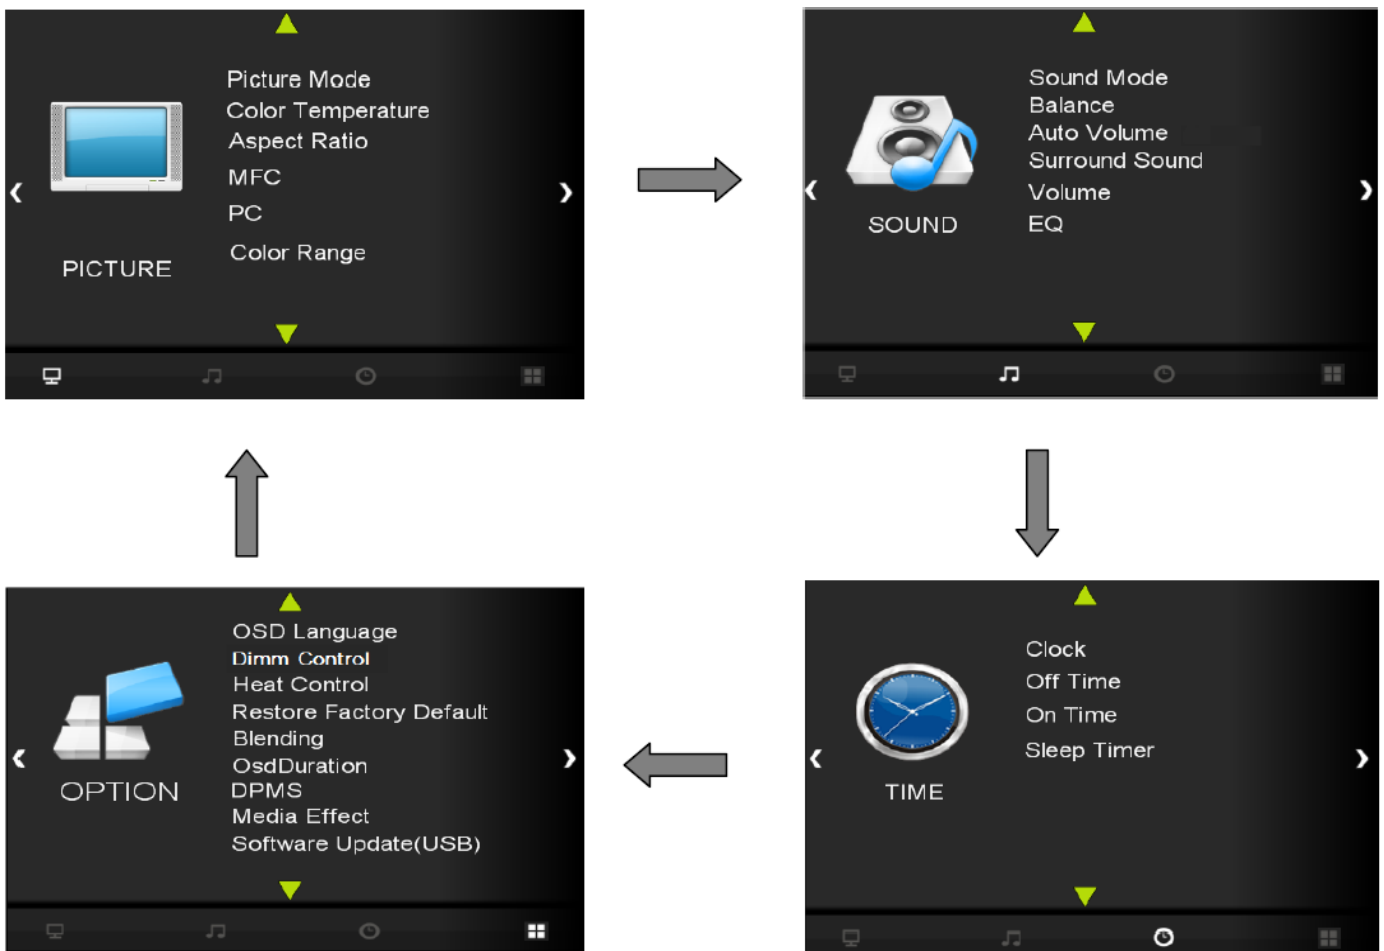 Picture Mode
Color Temperature
Aspect Ratio
MFC
PC
Color Range
PICTURE
Sound Mode
Balance
Auto Volume
Surround Sound
Volume
EQ
SOUND
OSD Language
Dimm Control
Heat Control
Restore Factory Default
Blending
OsdDuration
DPMS
Media Effect
Software Update(USB)
OPTION
Clock
Off Time
On Time
Sleep Timer
TIME